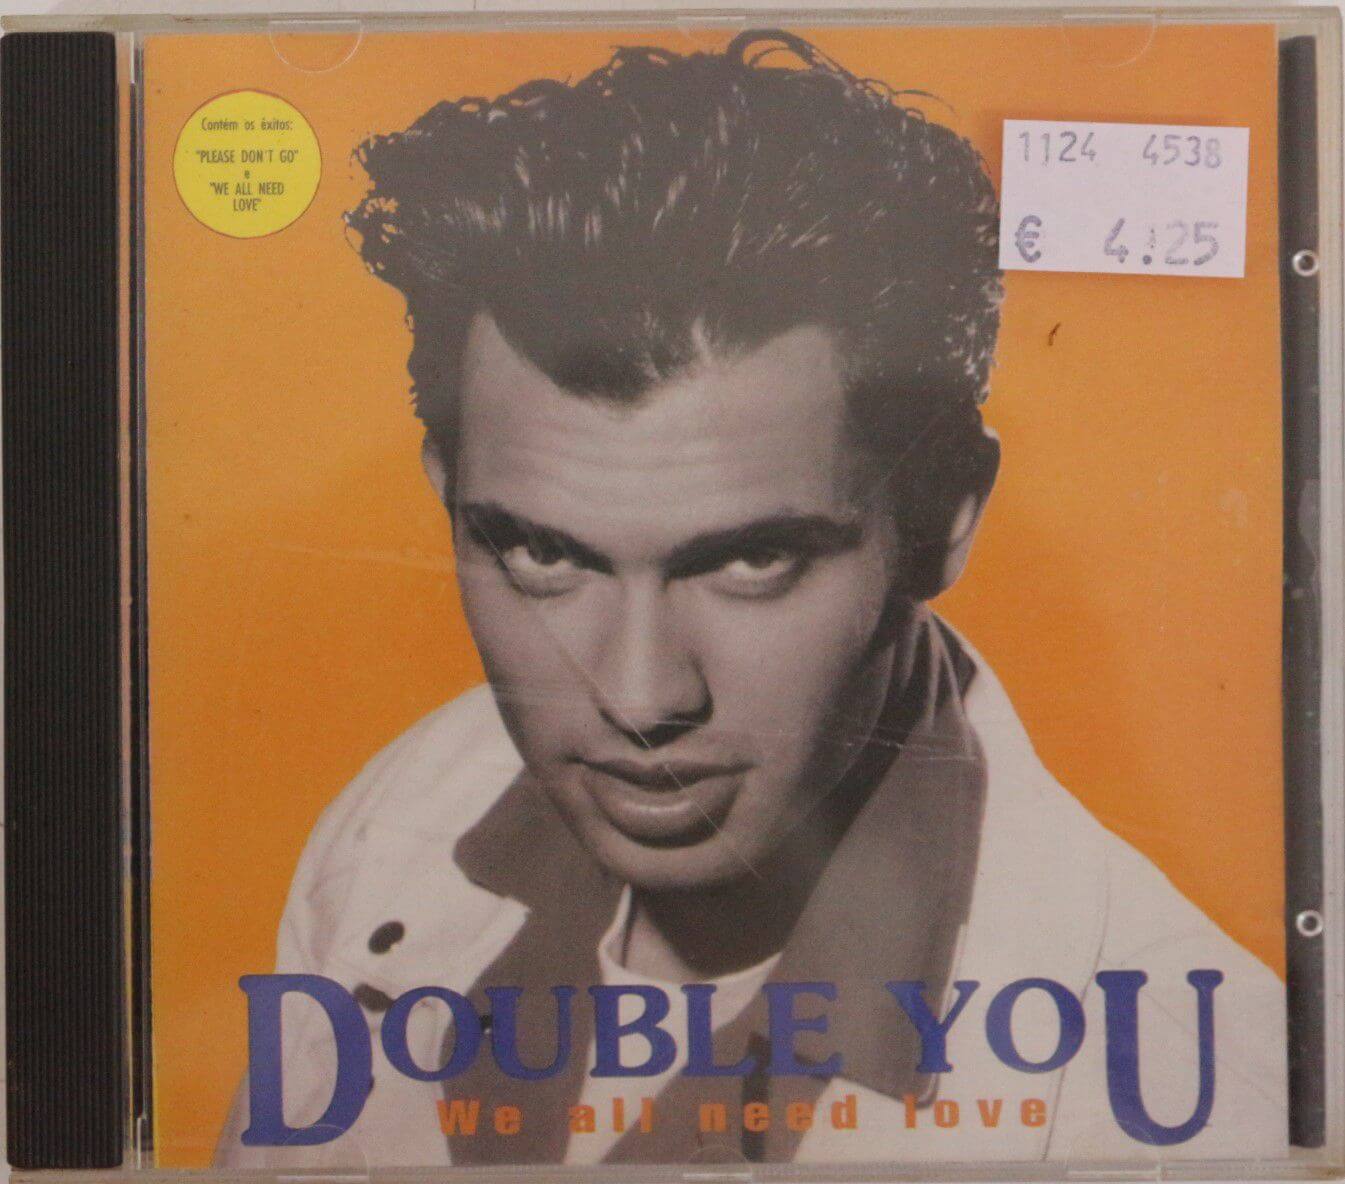 Contém os êxitos:
"PLEASE DON'T GO"
e
"WE ALL NEED
LOVE"
1124 4538
€ 4.25
DOUBLE YOU
We all need love